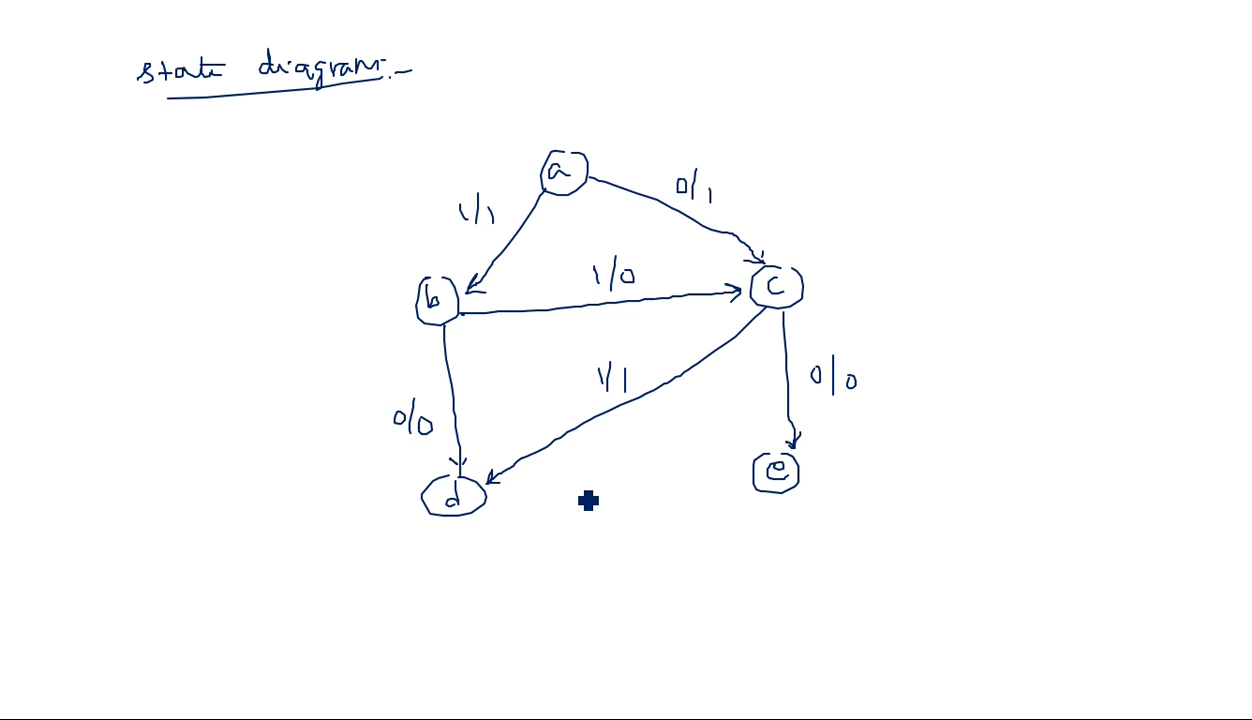 state diagram:-
a
0/1
1/1
1/0
c
b
1/1
0/0
0/0
e
d